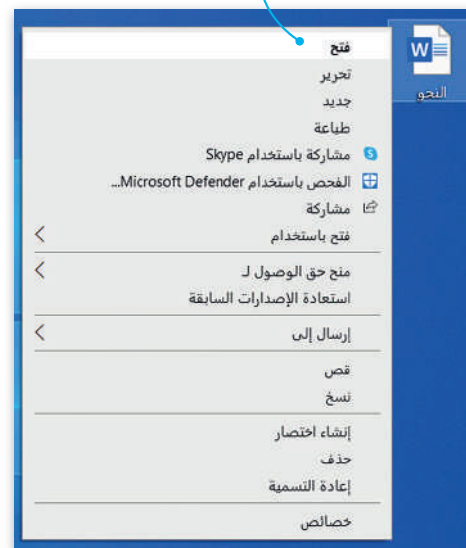 فتح
تحرير
جديد
طباعة
مشاركة باستخدام Skype
الفحص باستخدام Microsoft Defender...
مشاركة
فتح باستخدام
منح حق الوصول لـ
استعادة الإصدارات السابقة
إرسال إلى
قص
نسخ
إنشاء اختصار
حذف
إعادة التسمية
خصائص
W
النحو